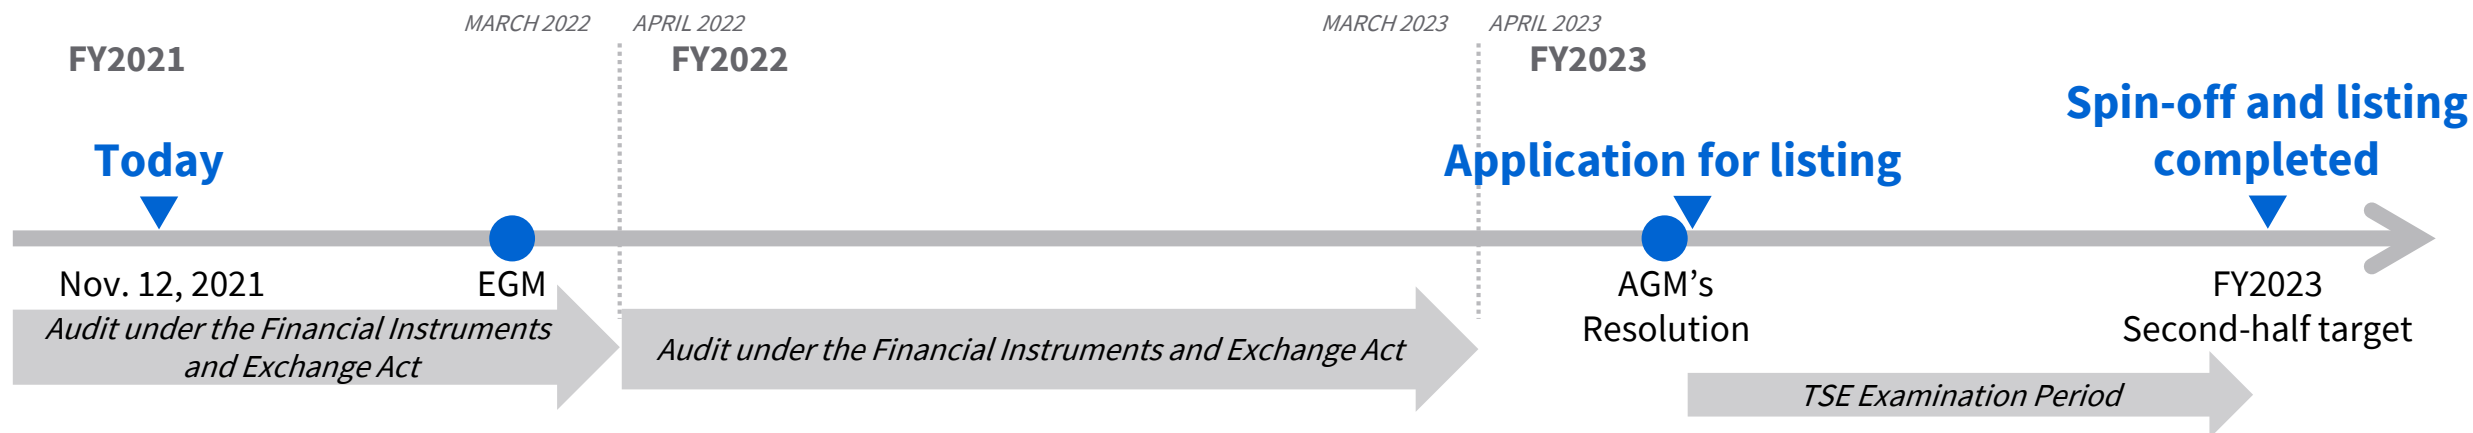 MARCH 2022
APRIL 2022
MARCH 2023
APRIL 2023
FY2021
FY2022
FY2023
Today
Application for listing
Spin-off and listing
completed
Nov. 12, 2021
EGM
AGM’s
Resolution
FY2023
Second-half target
Audit under the Financial Instruments
and Exchange Act
Audit under the Financial Instruments and Exchange Act
TSE Examination Period